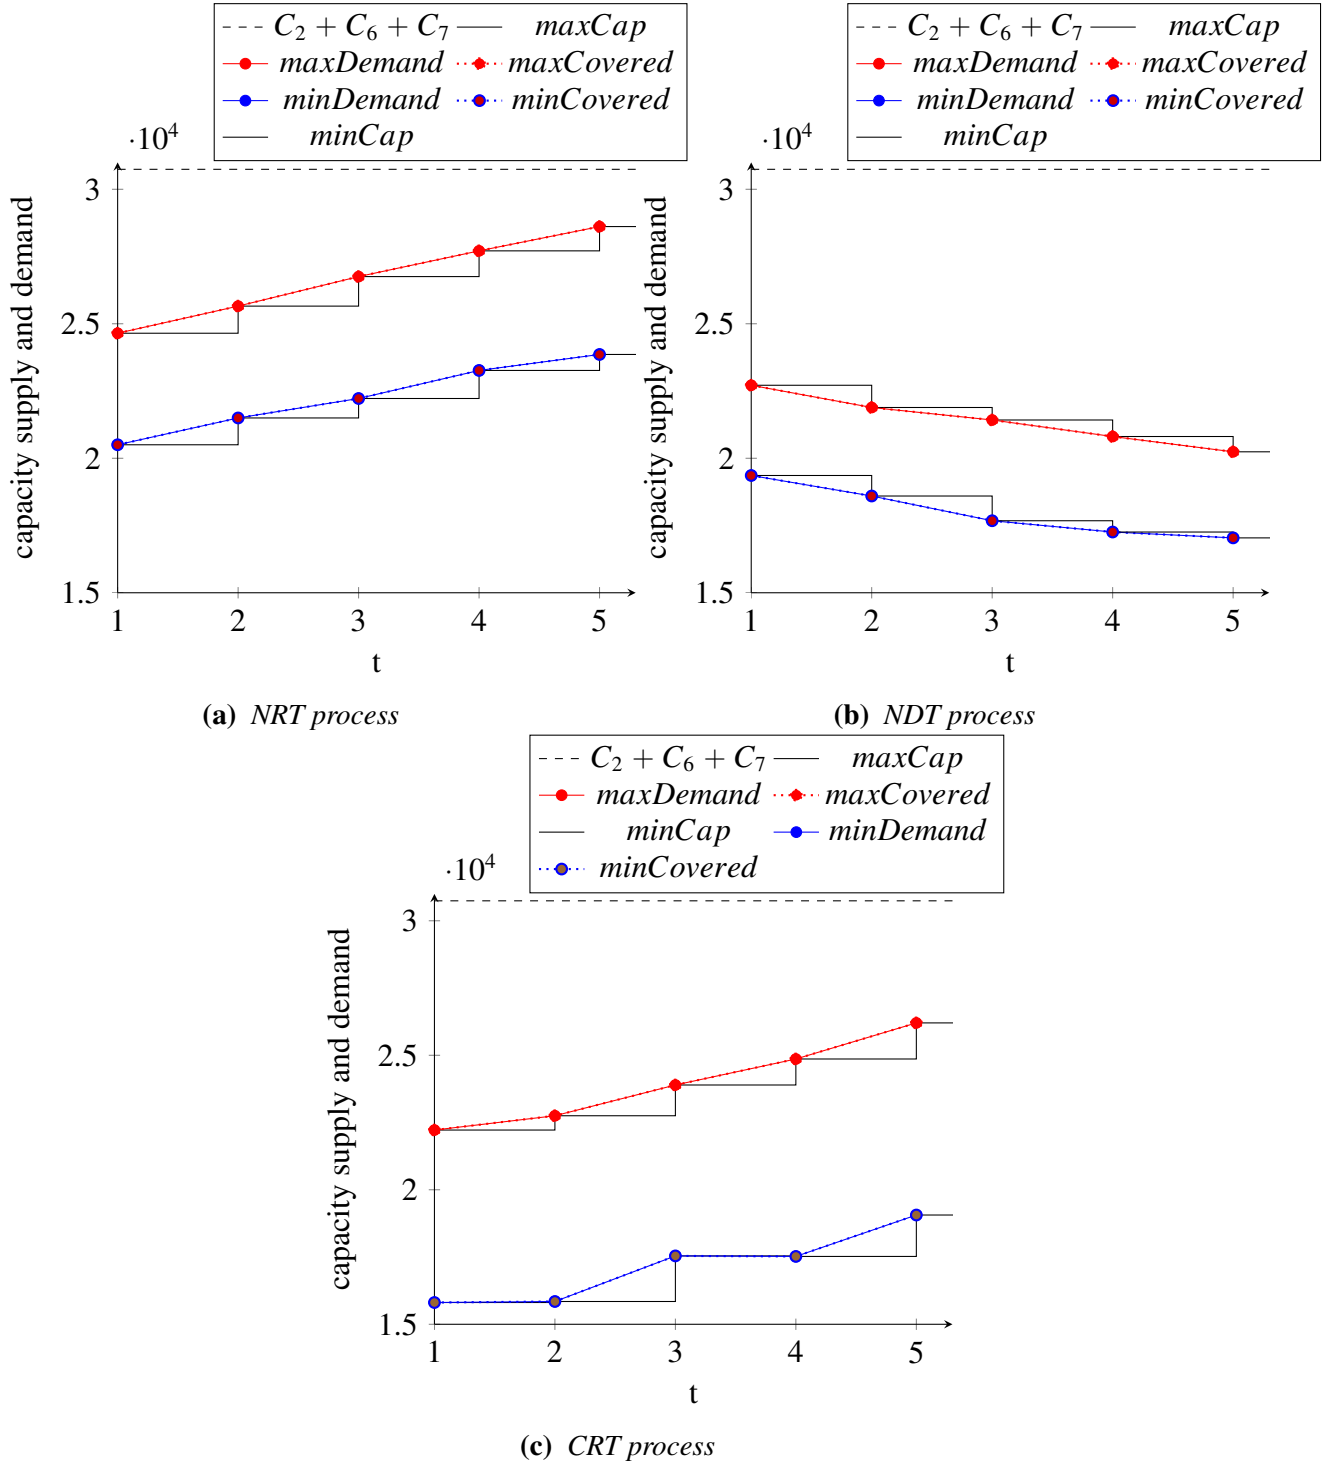 C2 + C6 + C7 maxCap
maxDemand maxCovered
minDemand minCovered
minCap
·10^4
3
2.5
2
1.5
1 2 3 4 5
t
capacity supply and demand
(a) NRT process
C2 + C6 + C7 maxCap
maxDemand maxCovered
minDemand minCovered
minCap
·10^4
3
2.5
2
1.5
1 2 3 4 5
t
capacity supply and demand
(b) NDT process
C2 + C6 + C7 maxCap
maxDemand maxCovered
minCap minDemand
minCovered
·10^4
3
2.5
2
1.5
1 2 3 4 5
t
capacity supply and demand
(c) CRT process